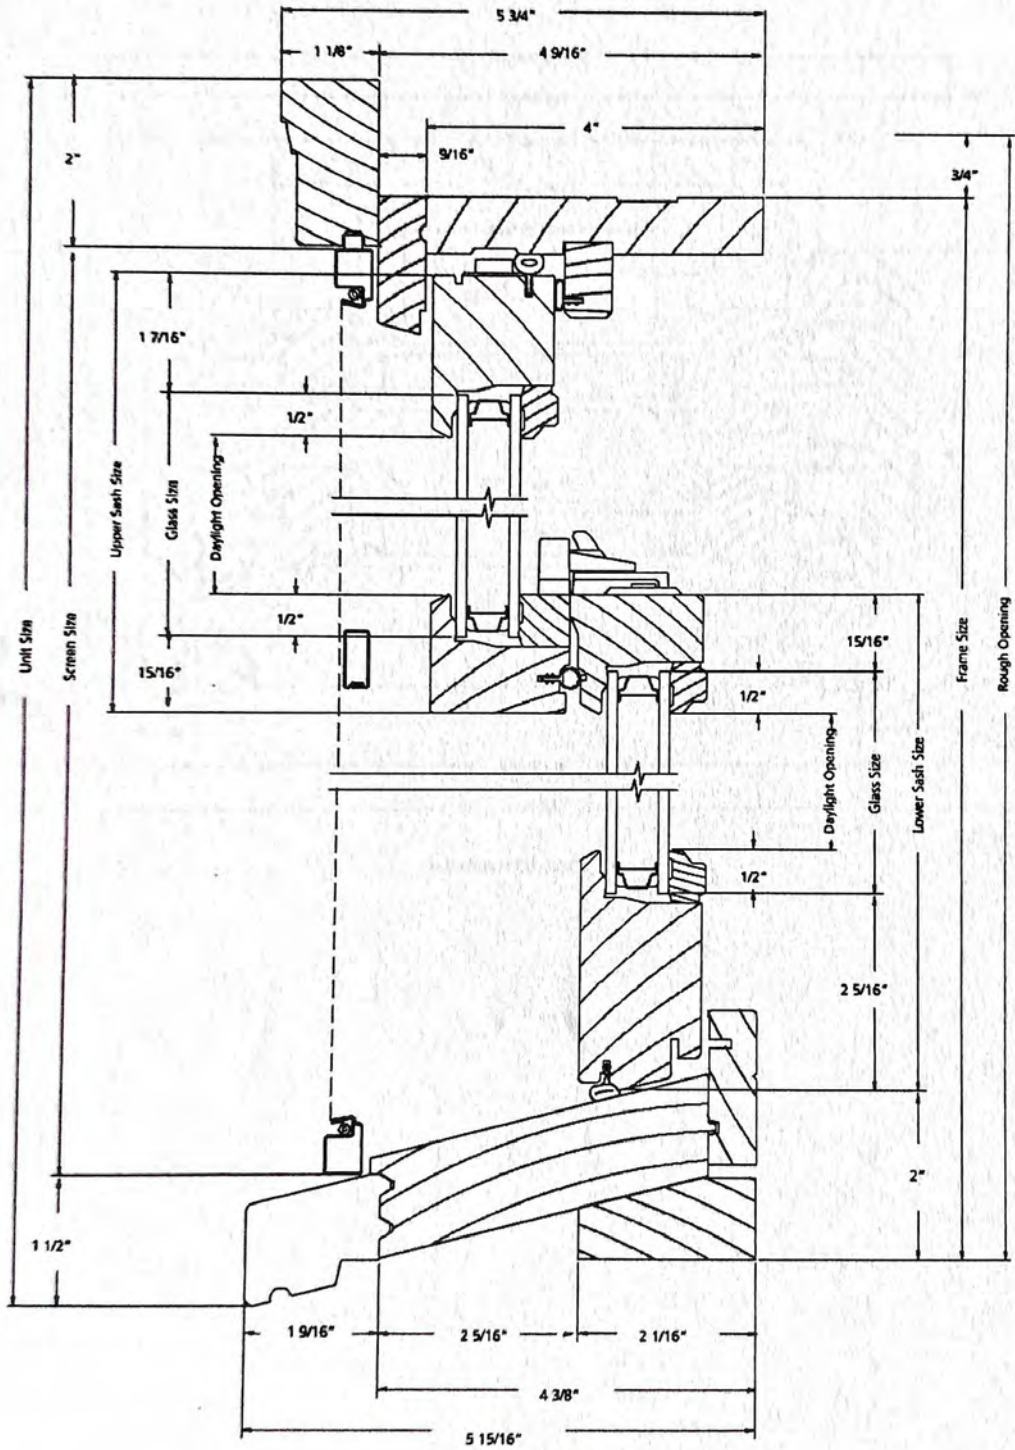 5 3/4"
1 1/8"
4 9/16"
4"
2"
9/16"
3/4"
1 7/16"
1/2"
Upper Sash Size
Glass Size
Daylight Opening
Unit Size
Screen Size
1/2"
15/16"
15/16"
1/2"
Frame Size
Rough Opening
Daylight Opening
Glass Size
Lower Sash Size
1/2"
2 5/16"
2"
1 1/2"
1 9/16"
2 5/16"
2 1/16"
4 3/8"
5 15/16"